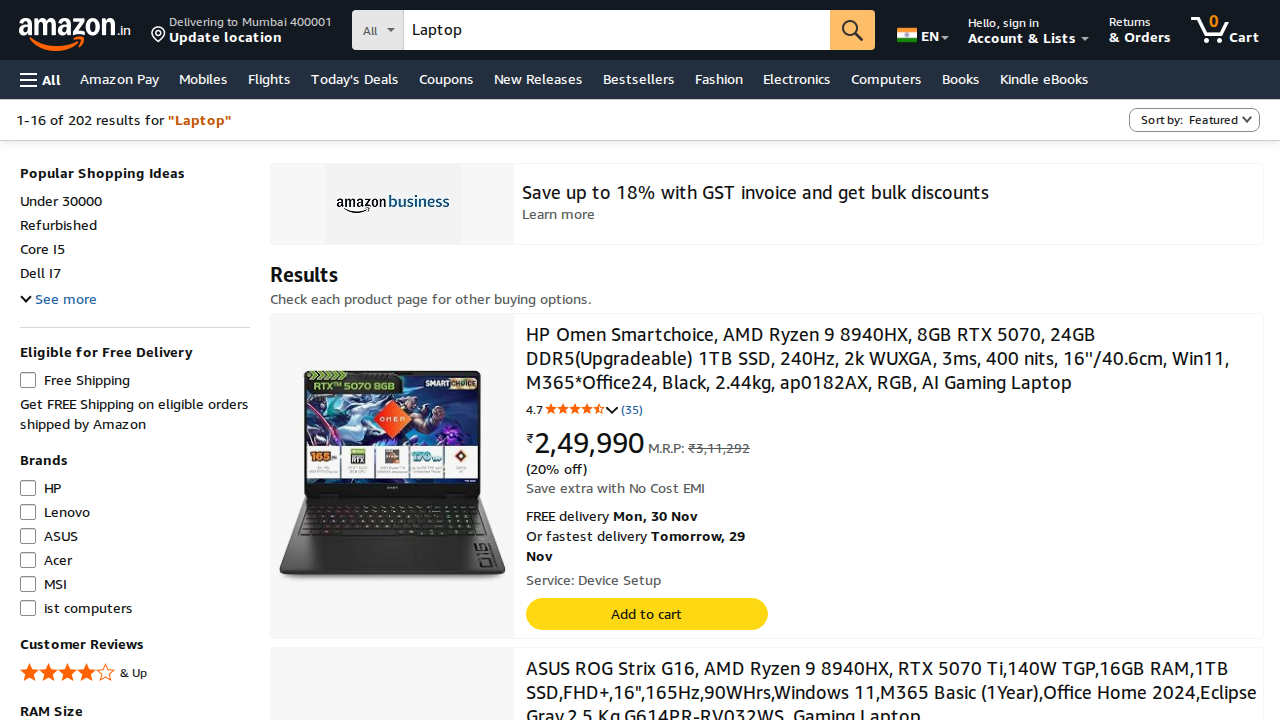 amazon.in
Delivering to Mumbai 400001
Update location
All
Laptop
EN
Hello, sign in
Account & Lists
Returns
& Orders
0
Cart
All
Amazon Pay
Mobiles
Flights
Today's Deals
Coupons
New Releases
Bestsellers
Fashion
Electronics
Computers
Books
Kindle eBooks
1-16 of 202 results for "Laptop"
Sort by: Featured
Popular Shopping Ideas
Under 30000
Refurbished
Core I5
Dell I7
See more
Eligible for Free Delivery
Free Shipping
Get FREE Shipping on eligible orders
shipped by Amazon
Brands
HP
Lenovo
ASUS
Acer
MSI
ist computers
Customer Reviews
& Up
RAM Size
amazon business
Save up to 18% with GST invoice and get bulk discounts
Learn more
Results
Check each product page for other buying options.
RTX™ 5070 8GB
SMARTCHOICE
OMEN
HP Omen Smartchoice, AMD Ryzen 9 8940HX, 8GB RTX 5070, 24GB
DDR5(Upgradeable) 1TB SSD, 240Hz, 2k WUXGA, 3ms, 400 nits, 16''/40.6cm, Win11,
M365*Office24, Black, 2.44kg, ap0182AX, RGB, AI Gaming Laptop
4.7 (35)
₹2,49,990 M.R.P: ₹3,11,292
(20% off)
Save extra with No Cost EMI
FREE delivery Mon, 30 Nov
Or fastest delivery Tomorrow, 29
Nov
Service: Device Setup
Add to cart
ASUS ROG Strix G16, AMD Ryzen 9 8940HX, RTX 5070 Ti,140W TGP,16GB RAM,1TB
SSD,FHD+,16",165Hz,90WHrs,Windows 11,M365 Basic (1Year),Office Home 2024,Eclipse
Gray,2.5 Kg,G614PR-RV032WS, Gaming Laptop